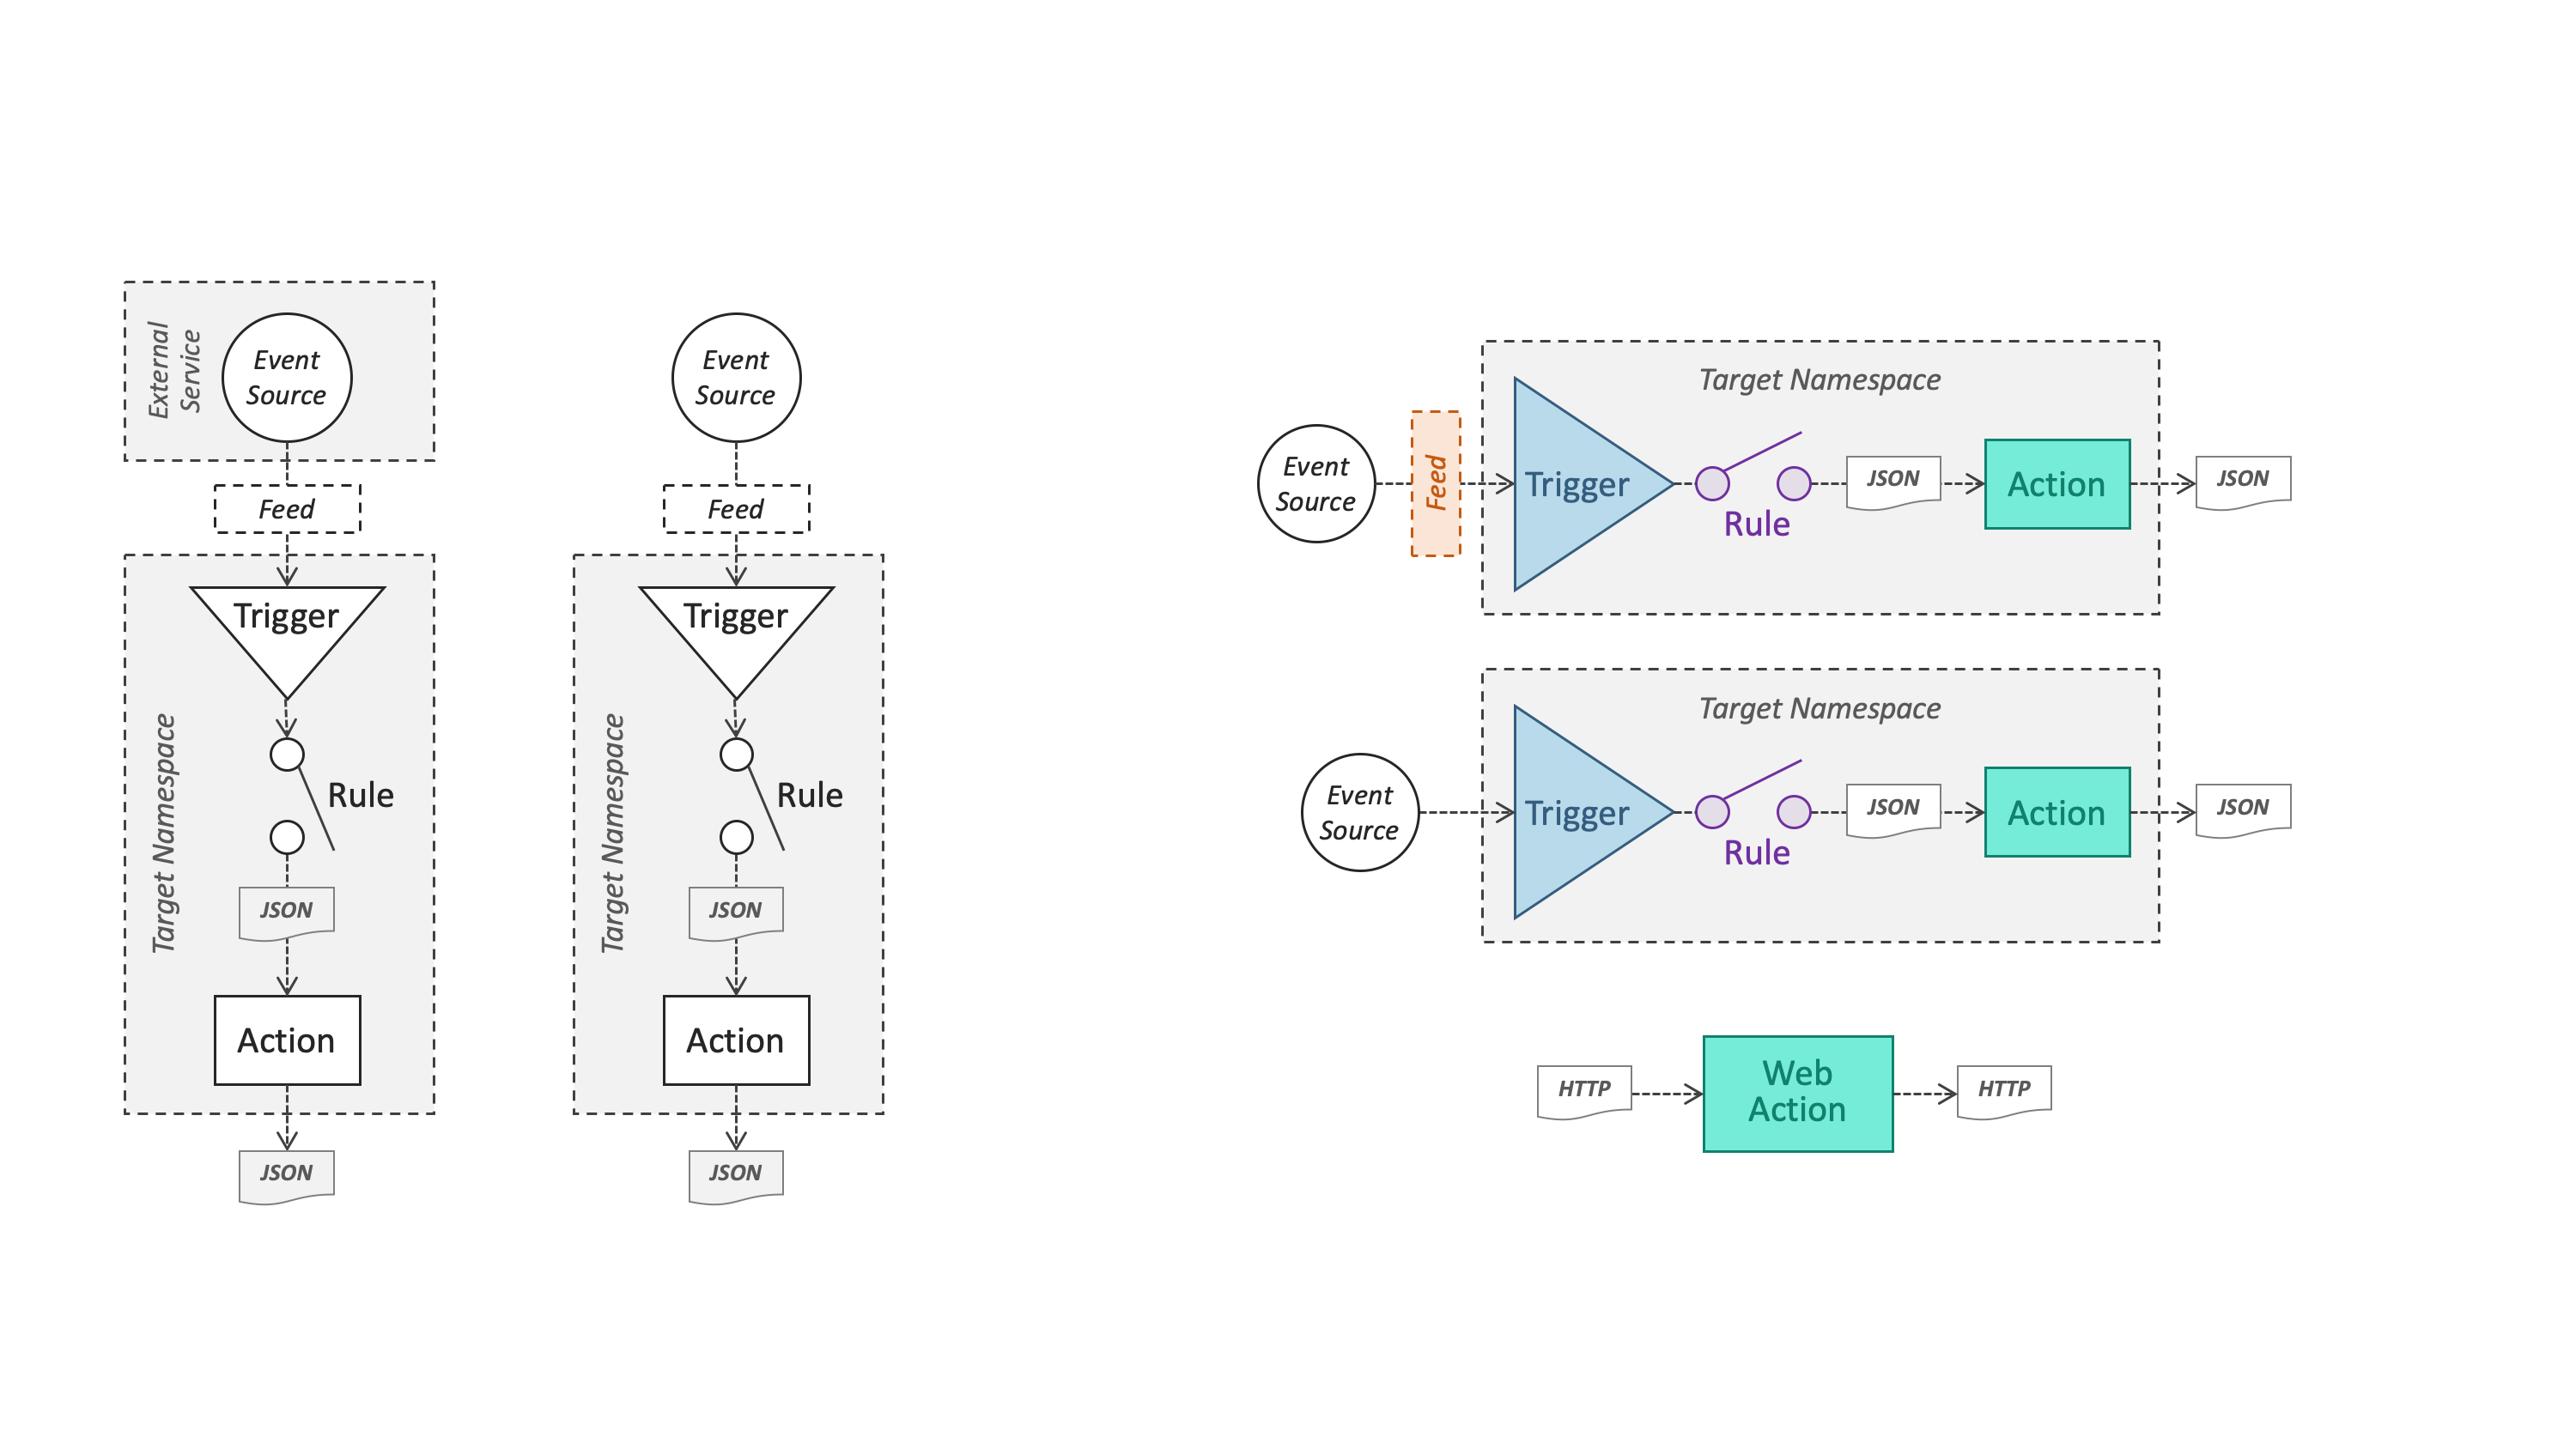 External
Service
Event
Source
Feed
Trigger
Rule
Target Namespace
JSON
Action
JSON
Event
Source
Feed
Trigger
Rule
Target Namespace
JSON
Action
JSON
Target Namespace
Event
Source
Feed
Trigger
Rule
JSON
Action
JSON
Target Namespace
Event
Source
Trigger
Rule
JSON
Action
JSON
HTTP
Web
Action
HTTP